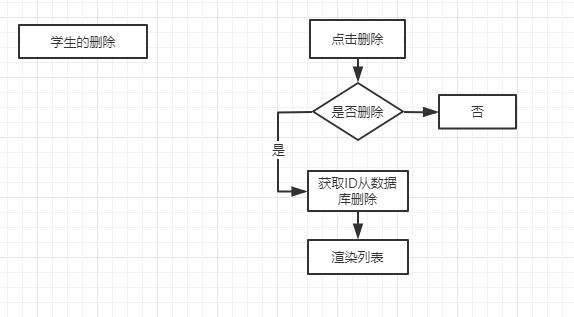 学生的删除
点击删除
是否删除
否
是
获取ID从数据
库删除
渲染列表